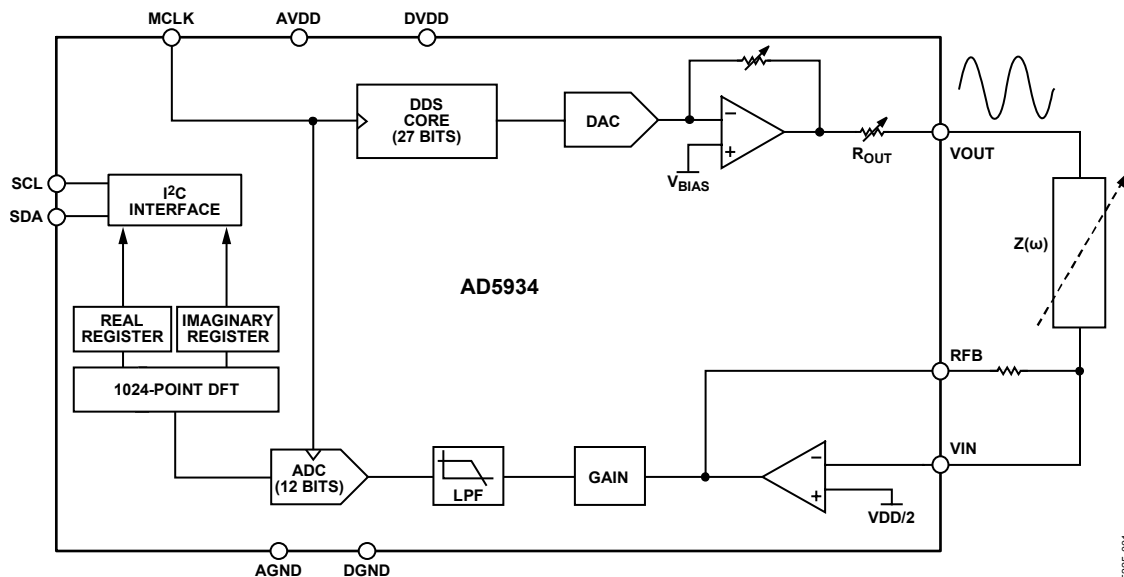 MCLK
AVDD
DVDD
DDS
CORE
(27 BITS)
DAC
VBIAS
ROUT
VOUT
SCL
SDA
I2C
INTERFACE
Z(ω)
AD5934
REAL
REGISTER
IMAGINARY
REGISTER
1024-POINT DFT
RFB
VIN
ADC
(12 BITS)
LPF
GAIN
VDD/2
AGND
DGND